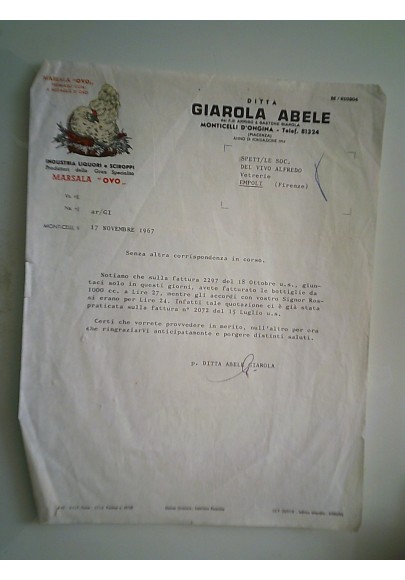 MARSALA "OVO"
DITTA
GIAROLA ABELE
MONTICELLI D'ONGINA - Telef. 81224
(PIACENZA)
INDUSTRIA LIQUORI e SCIROPPI
Produzioni della Gran Specialità
MARSALA "OVO"
SPETT/LE SOC.
DEL VIVO ALFREDO
Vetrerie
EMPOLI (Firenze)
ar/GI
MONTICELLI 17 NOVEMBRE 1967
Senza altra corrispondenza in corso.
Notiamo che sulla fattura 2297 del 18 Ottobre u.s., giun-
taci solo in questi giorni, avete fatturato le bottiglie da
1000 cc. a Lire 27, mentre gli accordi con vostro Signor
si erano per Lire 24. Infatti tale quotazione ci è già stata
praticata sulla fattura n° 2072 del 15 Luglio u.s.
Certi che vorrete provvedere in merito, null'altro per ora
che ringraziarVi anticipatamente e porgere distinti saluti.
p. DITTA ABELE GIAROLA